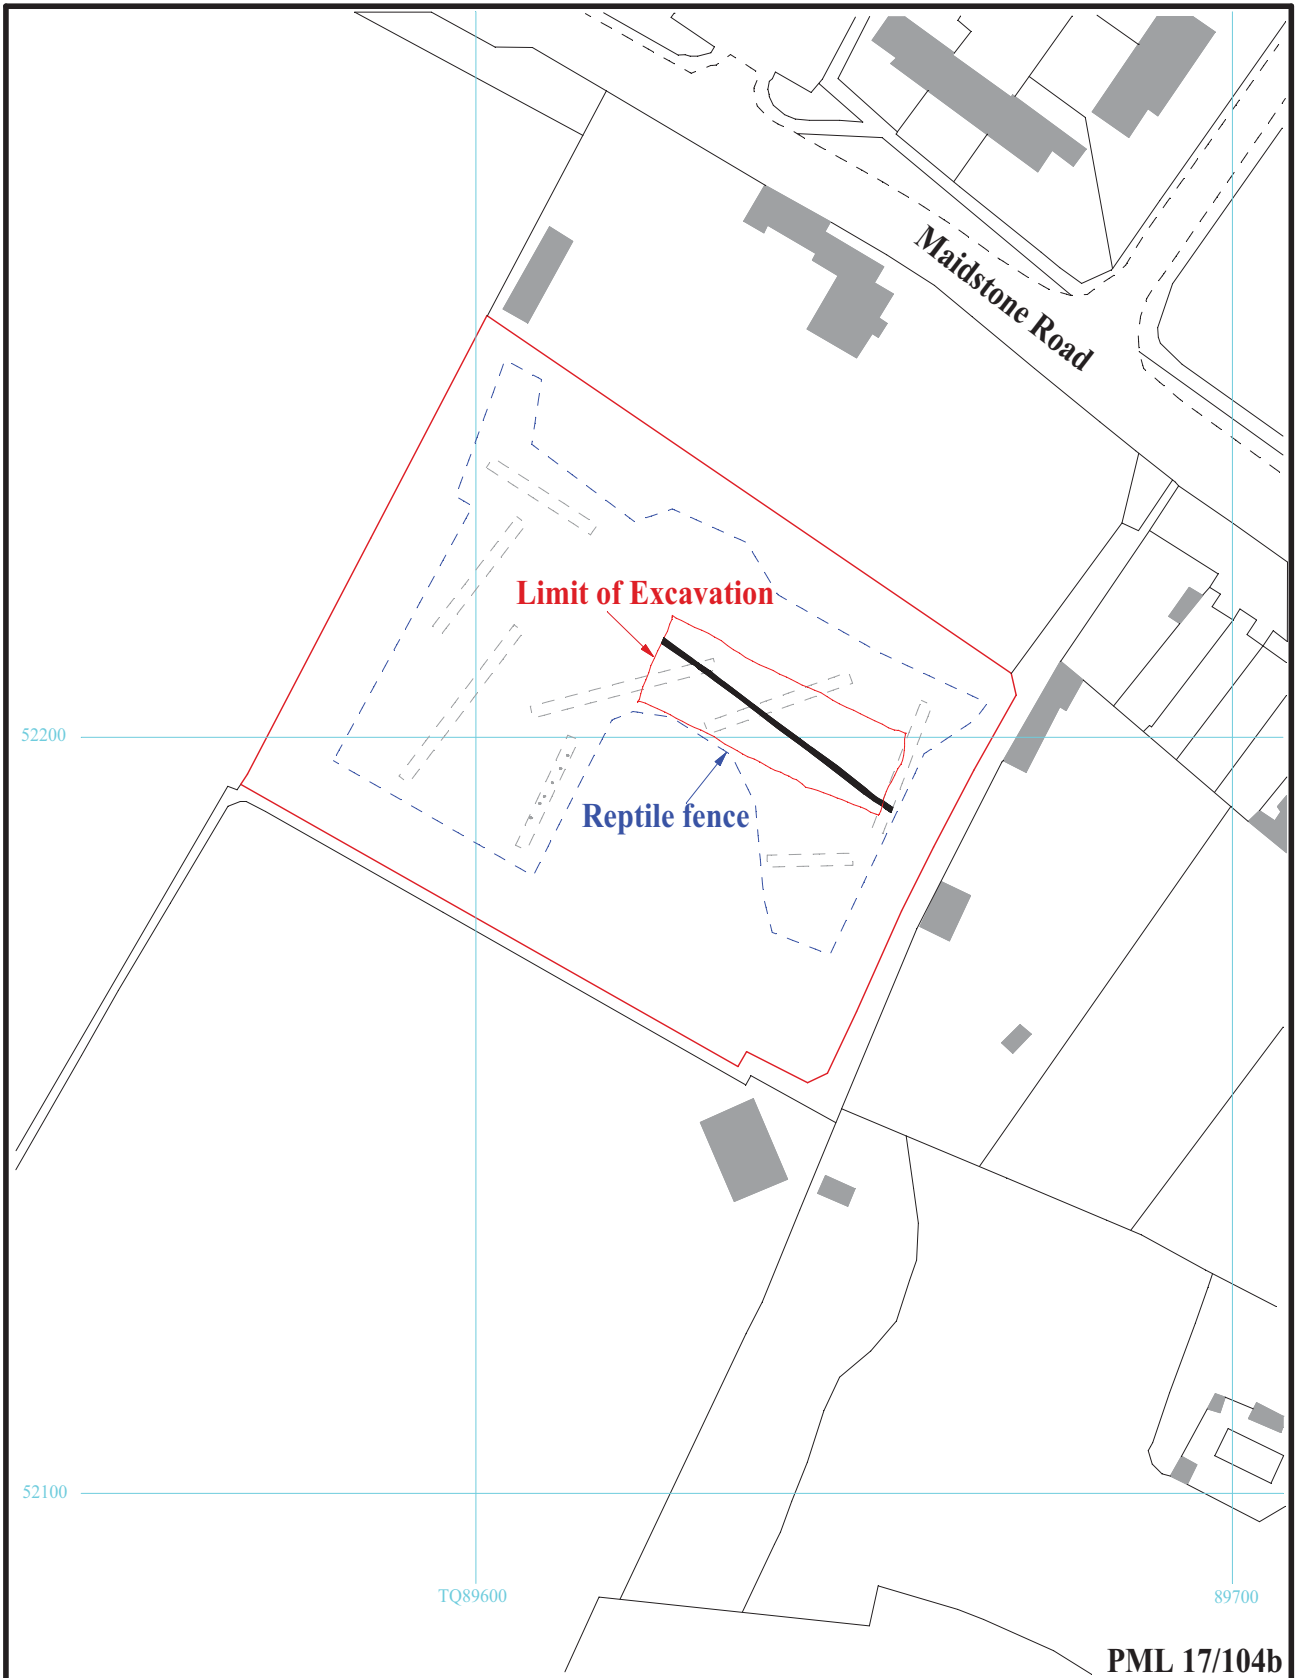 Maidstone Road
Limit of Excavation
52200
Reptile fence
52100
TQ89600
89700
PML 17/104b